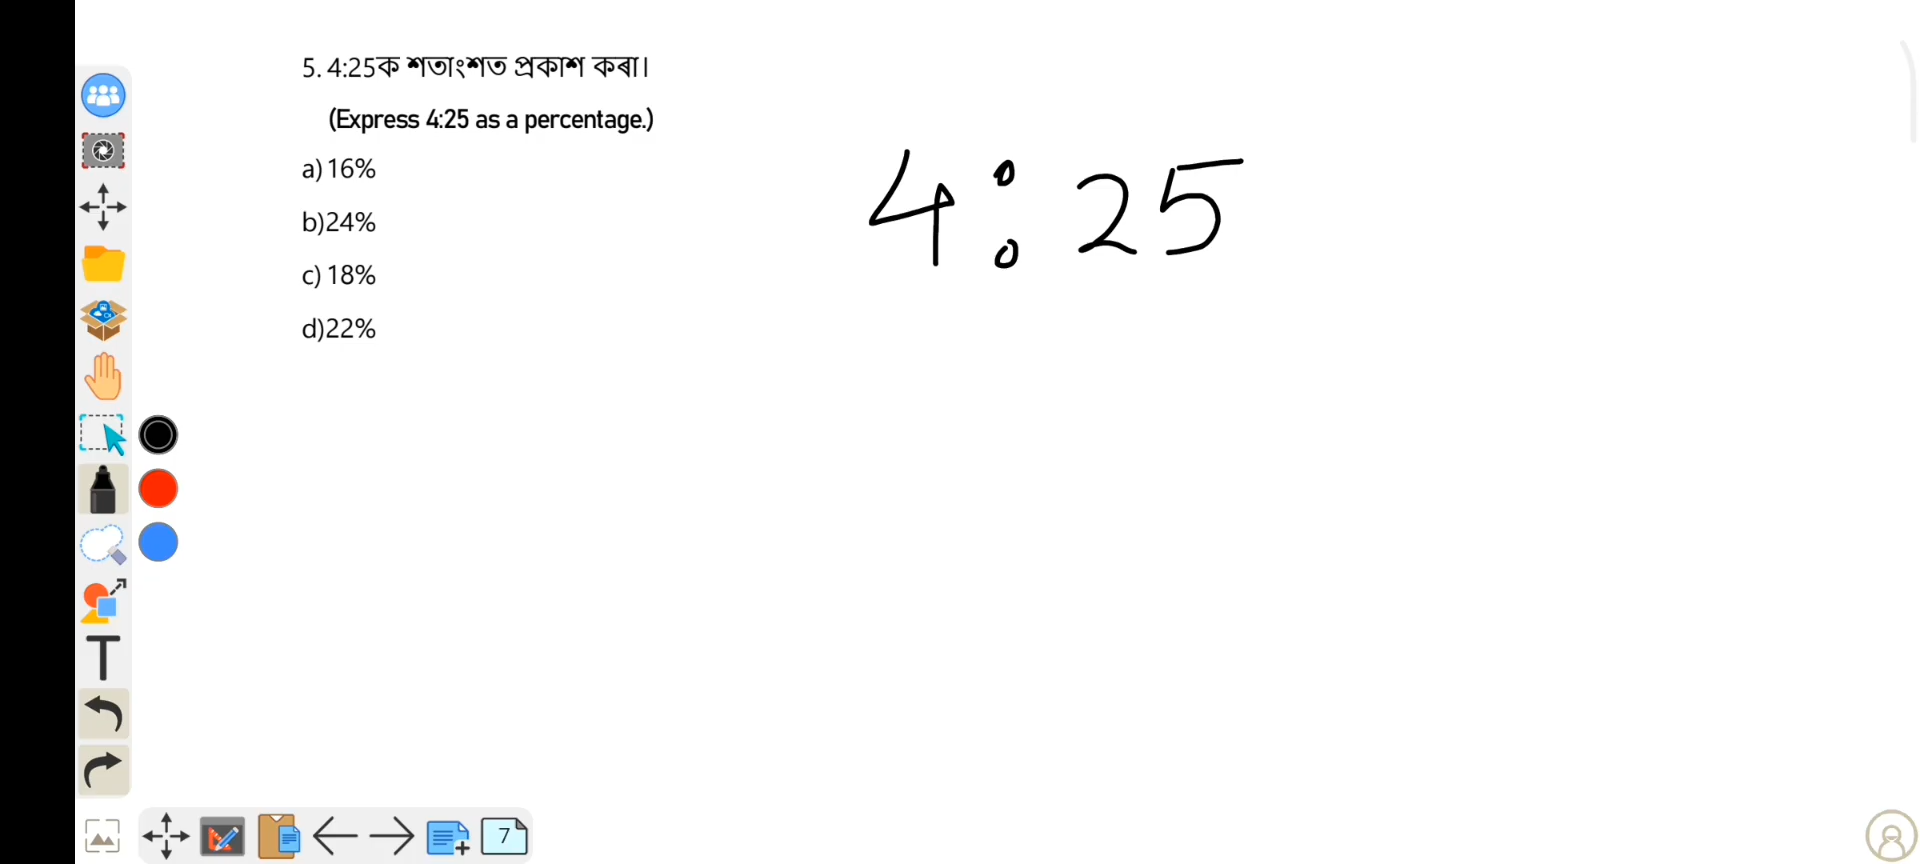 5. 4:25ক শতাংশত প্ৰকাশ কৰা।
(Express 4:25 as a percentage.)
a) 16%
b)24%
c) 18%
d)22%
4:25
T
7